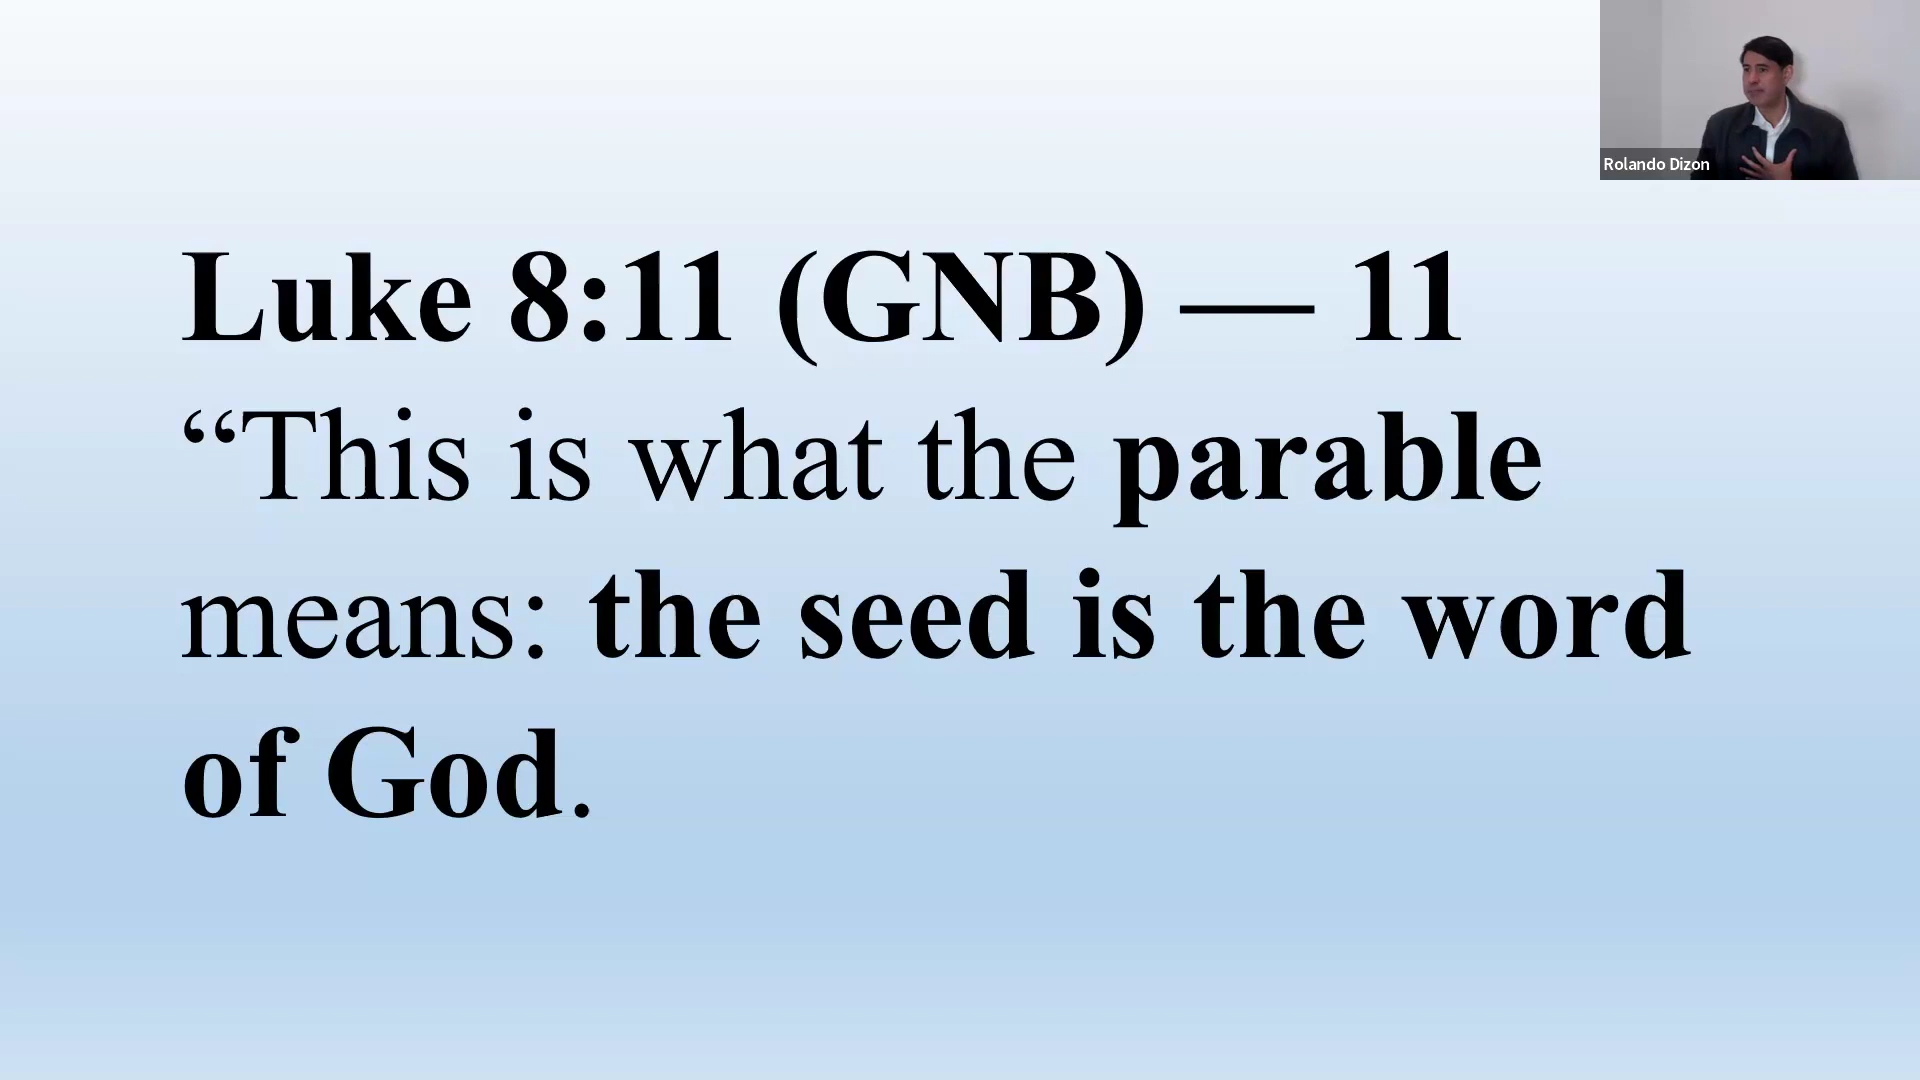 Rolando Dizon
Luke 8:11 (GNB) — 11
“This is what the parable
means: the seed is the word
of God.